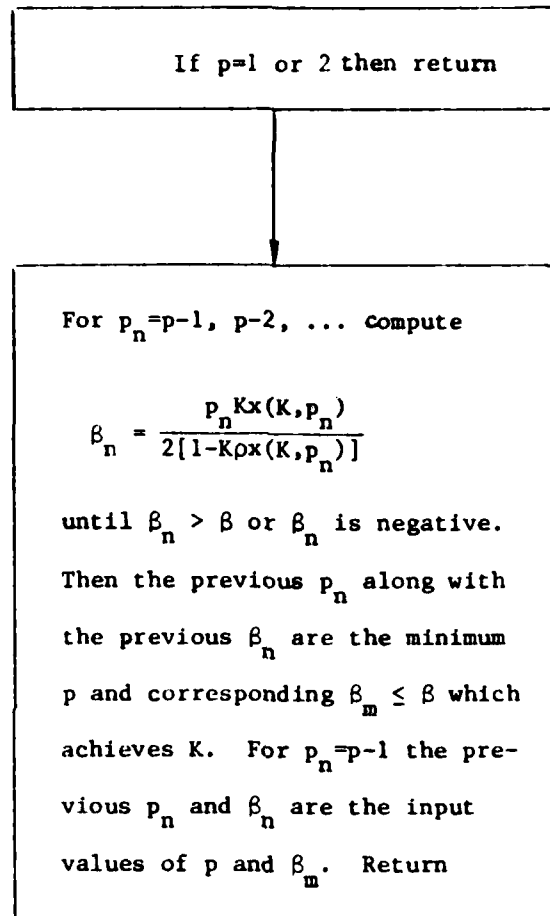 If p=1 or 2 then return
For p_n=p-1, p-2, ... compute
β_n = p_n Kx(K,p_n) / 2[1-Kρx(K,p_n)]
until β_n > β or β_n is negative.
Then the previous p_n along with
the previous β_n are the minimum
p and corresponding β_m ≤ β which
achieves K. For p_n=p-1 the pre-
vious p_n and β_n are the input
values of p and β_m. Return